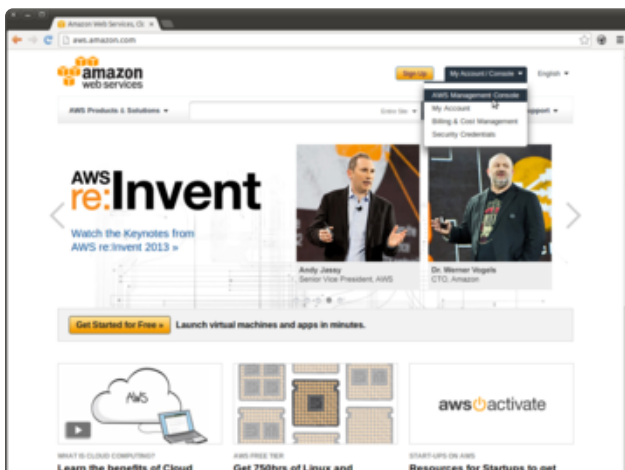 Amazon Web Services, Cl
aws.amazon.com
amazon
web services
Sign Up
My Account / Console
English
AWS Management Console
My Account
Billing & Cost Management
Security Credentials
AWS Products & Solutions
Entire Site
Support
AWS
re:Invent
Watch the Keynotes from
AWS re:Invent 2013 »
Andy Jassy
Senior Vice President, AWS
Dr. Werner Vogels
CTO, Amazon
Get Started for Free »
Launch virtual machines and apps in minutes.
AWS
aws activate
WHAT IS CLOUD COMPUTING?
AWS FREE TIER
START-UPS ON AWS
Learn the benefits of Cloud
Get 750hrs of Linux and
Resources for Startups to get